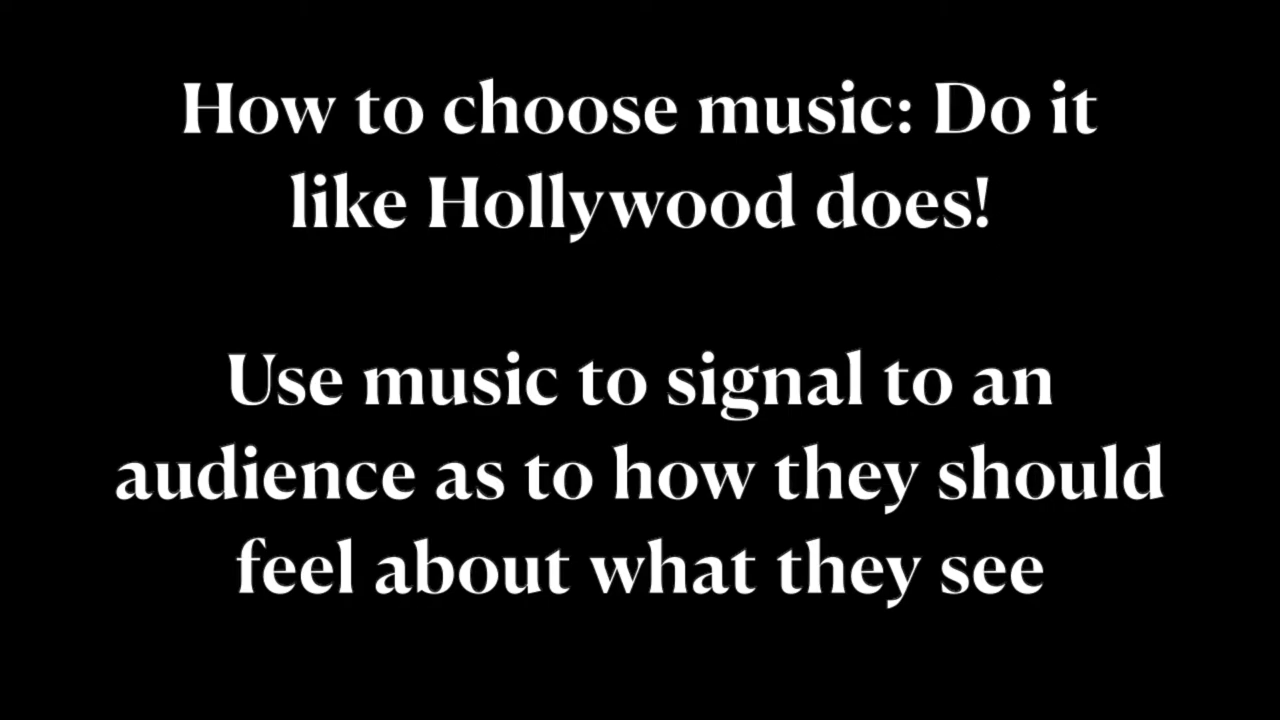 How to choose music: Do it
like Hollywood does!
Use music to signal to an
audience as to how they should
feel about what they see